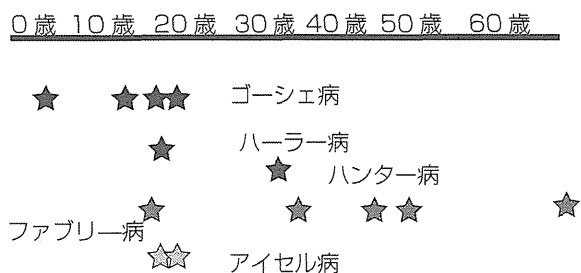 0歳 10歳 20歳 30歳 40歳 50歳 60歳
ゴーシェ病
ハーラー病
ハンター病
ファブリー病
アイセル病